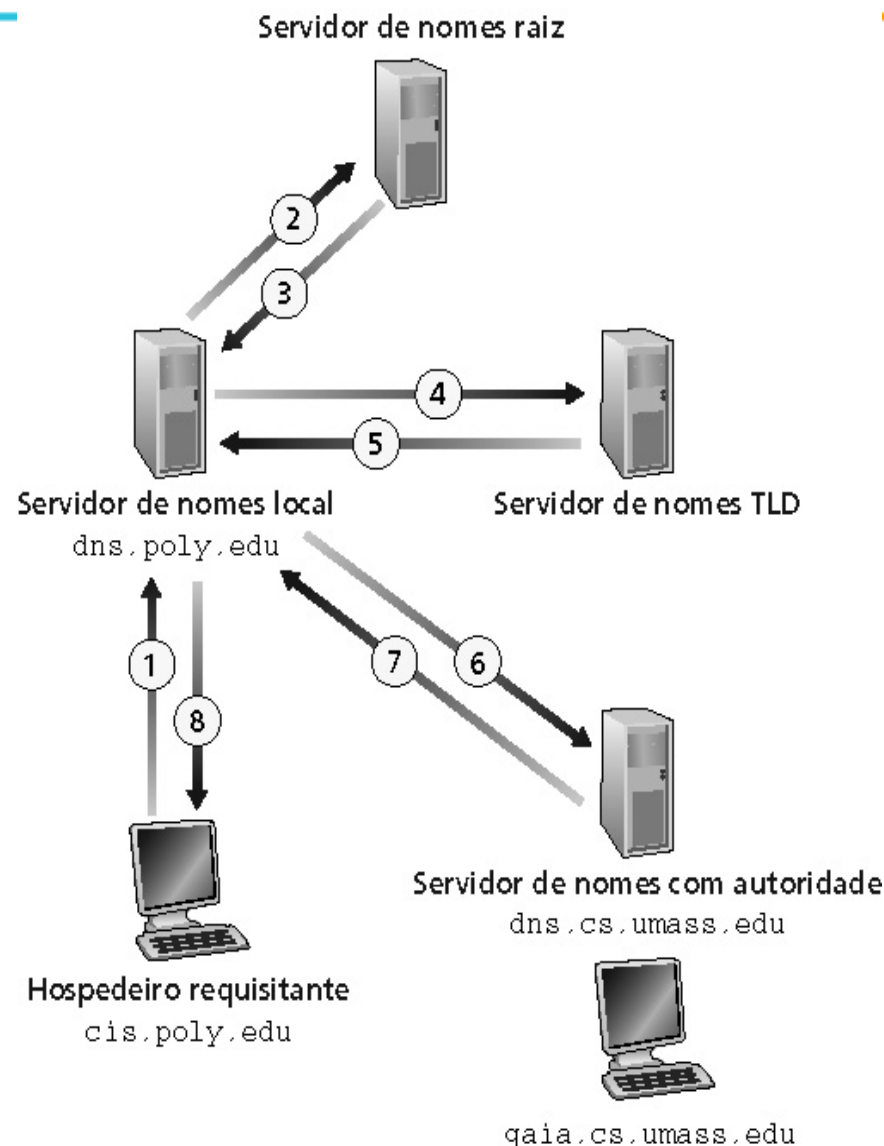 Servidor de nomes raiz
2
3
4
5
Servidor de nomes local
dns.poly.edu
Servidor de nomes TLD
1
8
7
6
Servidor de nomes com autoridade
dns.cs.umass.edu
Hospedeiro requisitante
cis.poly.edu
gaia.cs.umass.edu